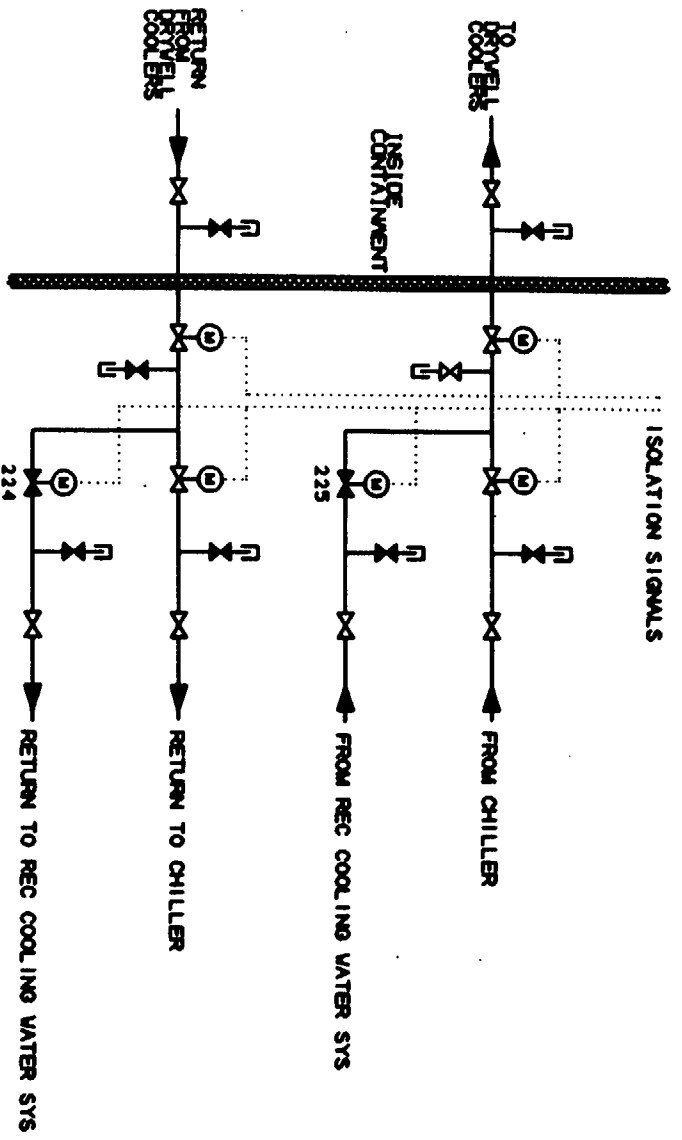 TO
DRYWELL
COOLERS
INSIDE
CONTAINMENT
RETURN
FROM
DRYWELL
COOLERS
ISOLATION SIGNALS
M
M
FROM CHILLER
M
225
FROM REC COOLING WATER SYS
M
M
RETURN TO CHILLER
M
224
RETURN TO REC COOLING WATER SYS